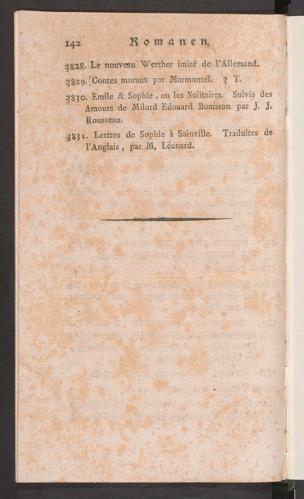 142 Romanen.
3828. Le nouveau Werther imité de l'Allemand.
3829. Contes moraux par Marmontel. 3 T.
3830. Emile & Sophie, ou les Solitaires. Suivis des
Amours de Milord Edouard Bomston par J. J.
Rousseau.
3831. Lettres de Sophie à Sainville. Traduites de
l'Anglais, par M. Léonard.